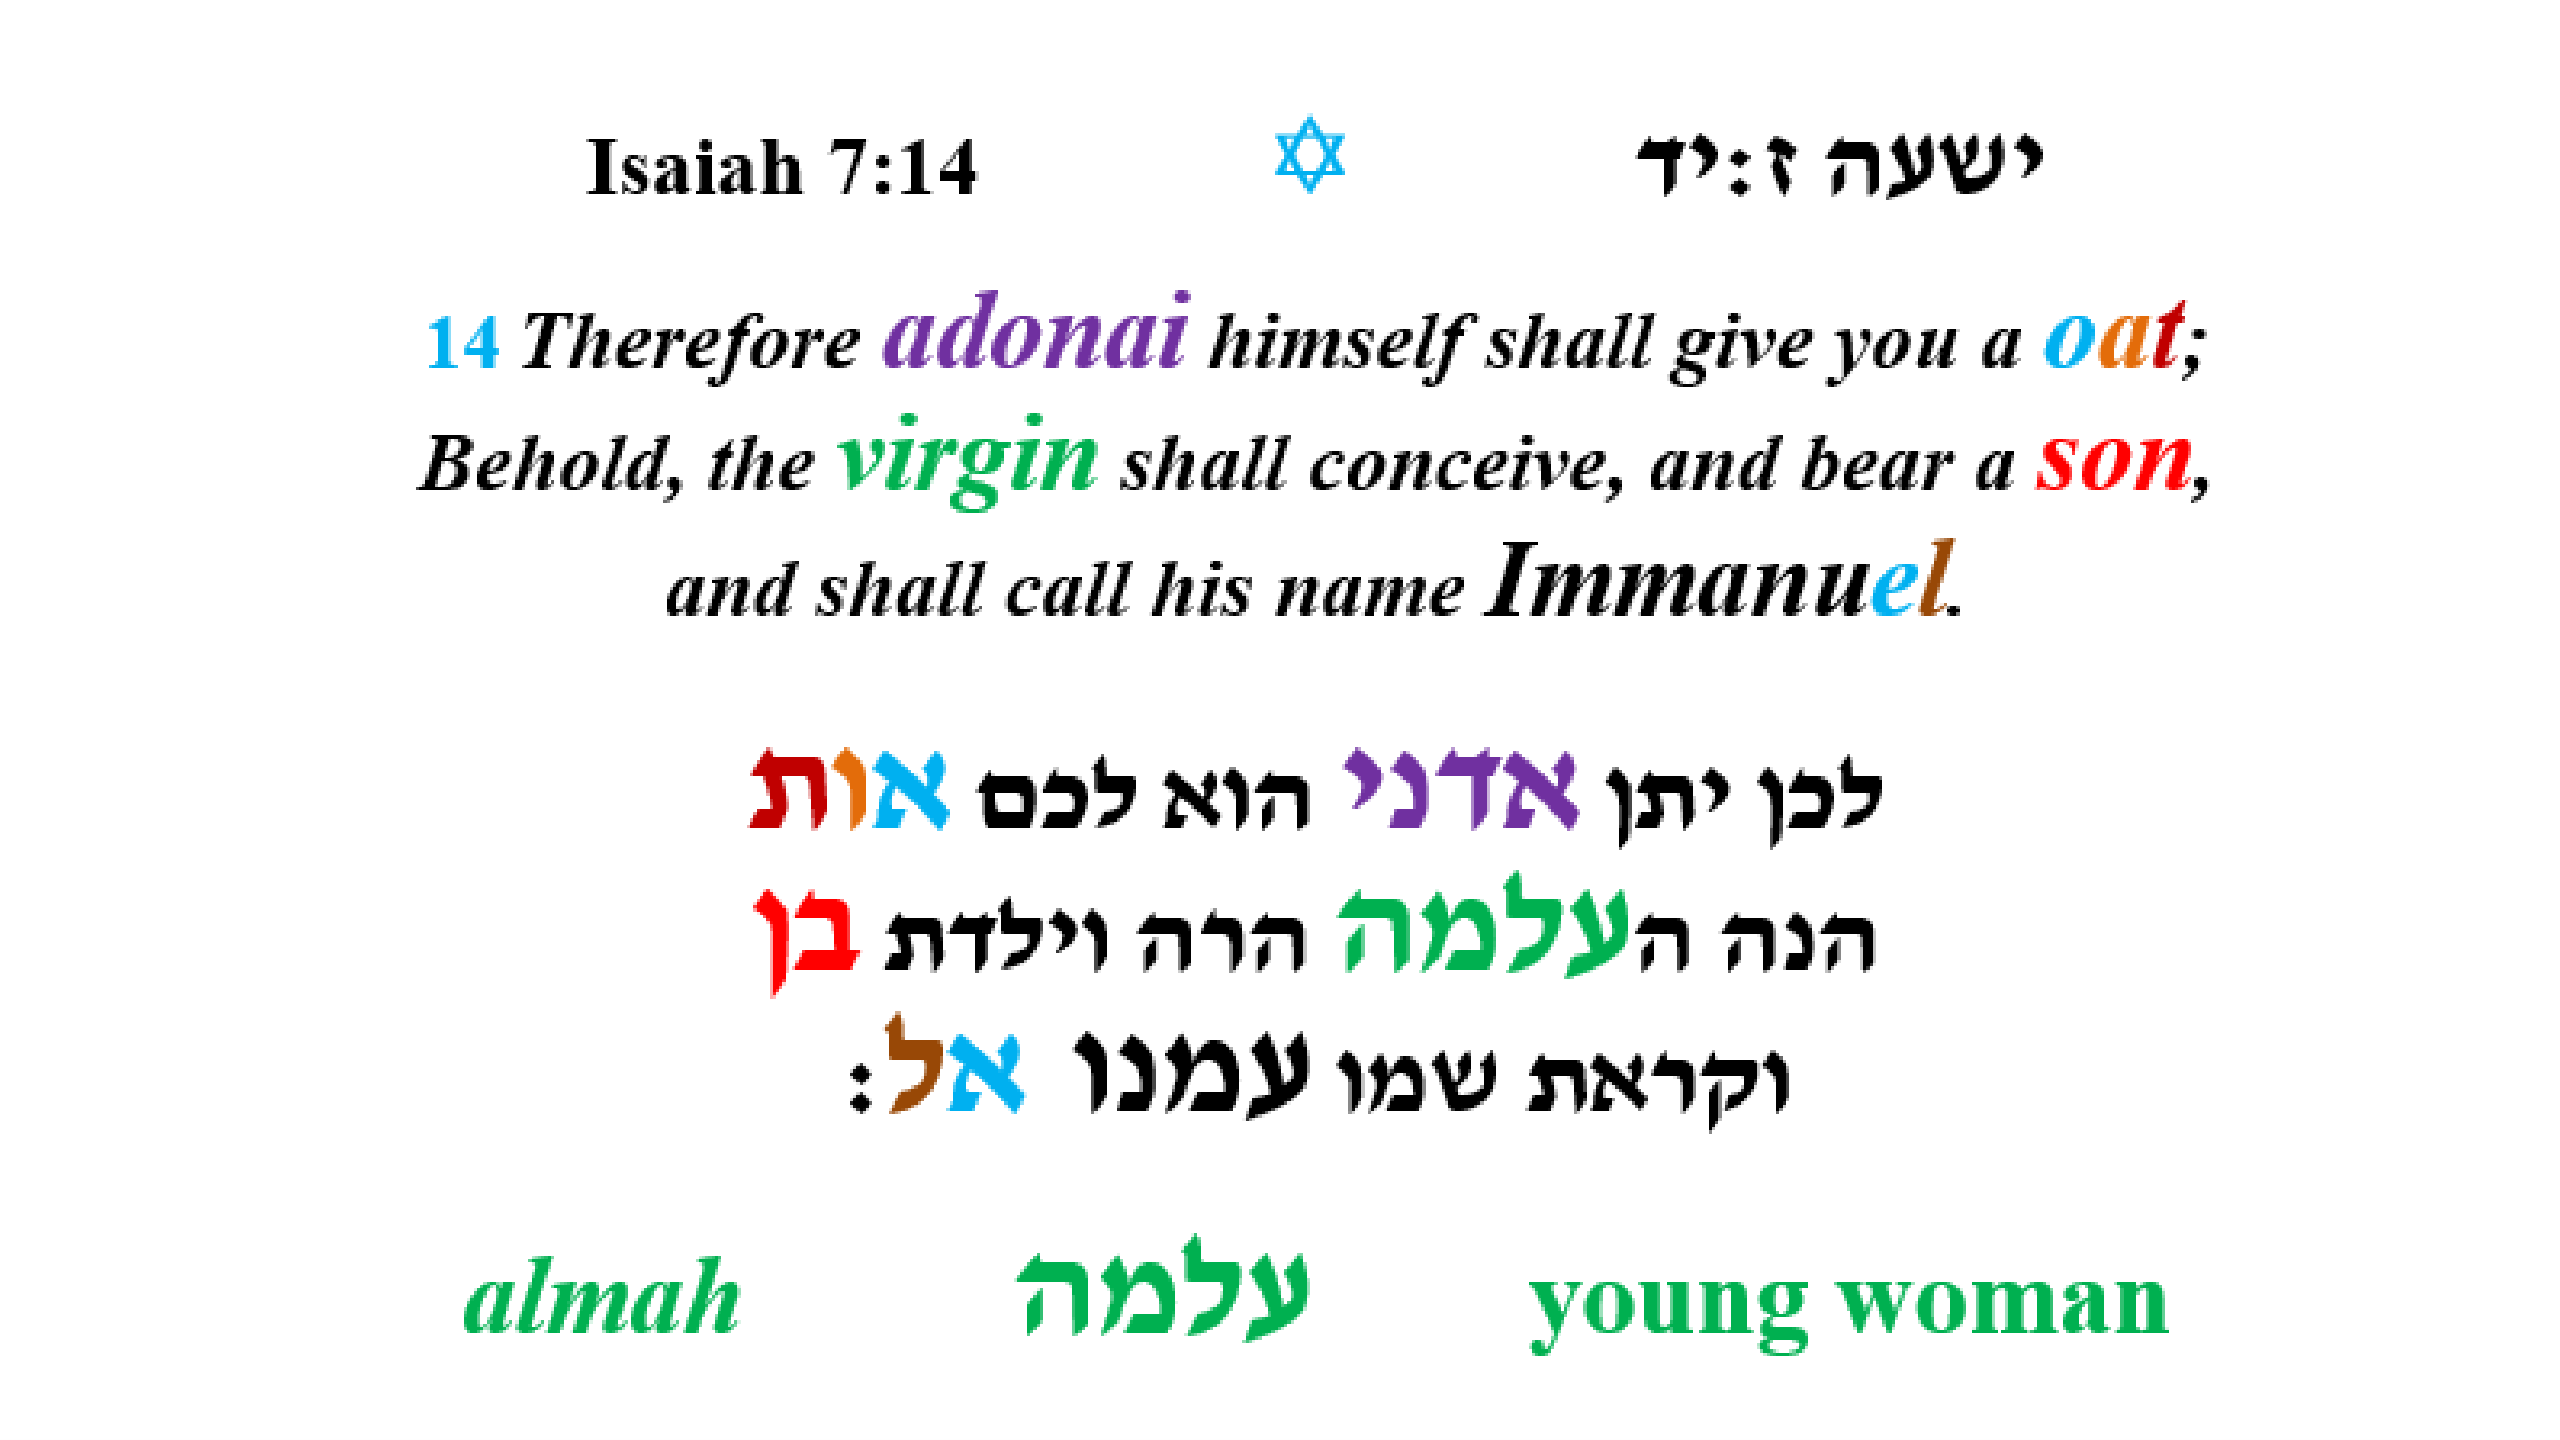 Isaiah 7:14 ✡ ישעה ז:יד
14 Therefore adonai himself shall give you a oat;
Behold, the virgin shall conceive, and bear a son,
and shall call his name Immanuel.
לכן יתן אדני הוא לכם אות
הנה העלמה הרה וילדת בן
וקראת שמו עמנו אל:
almah עלמה young woman